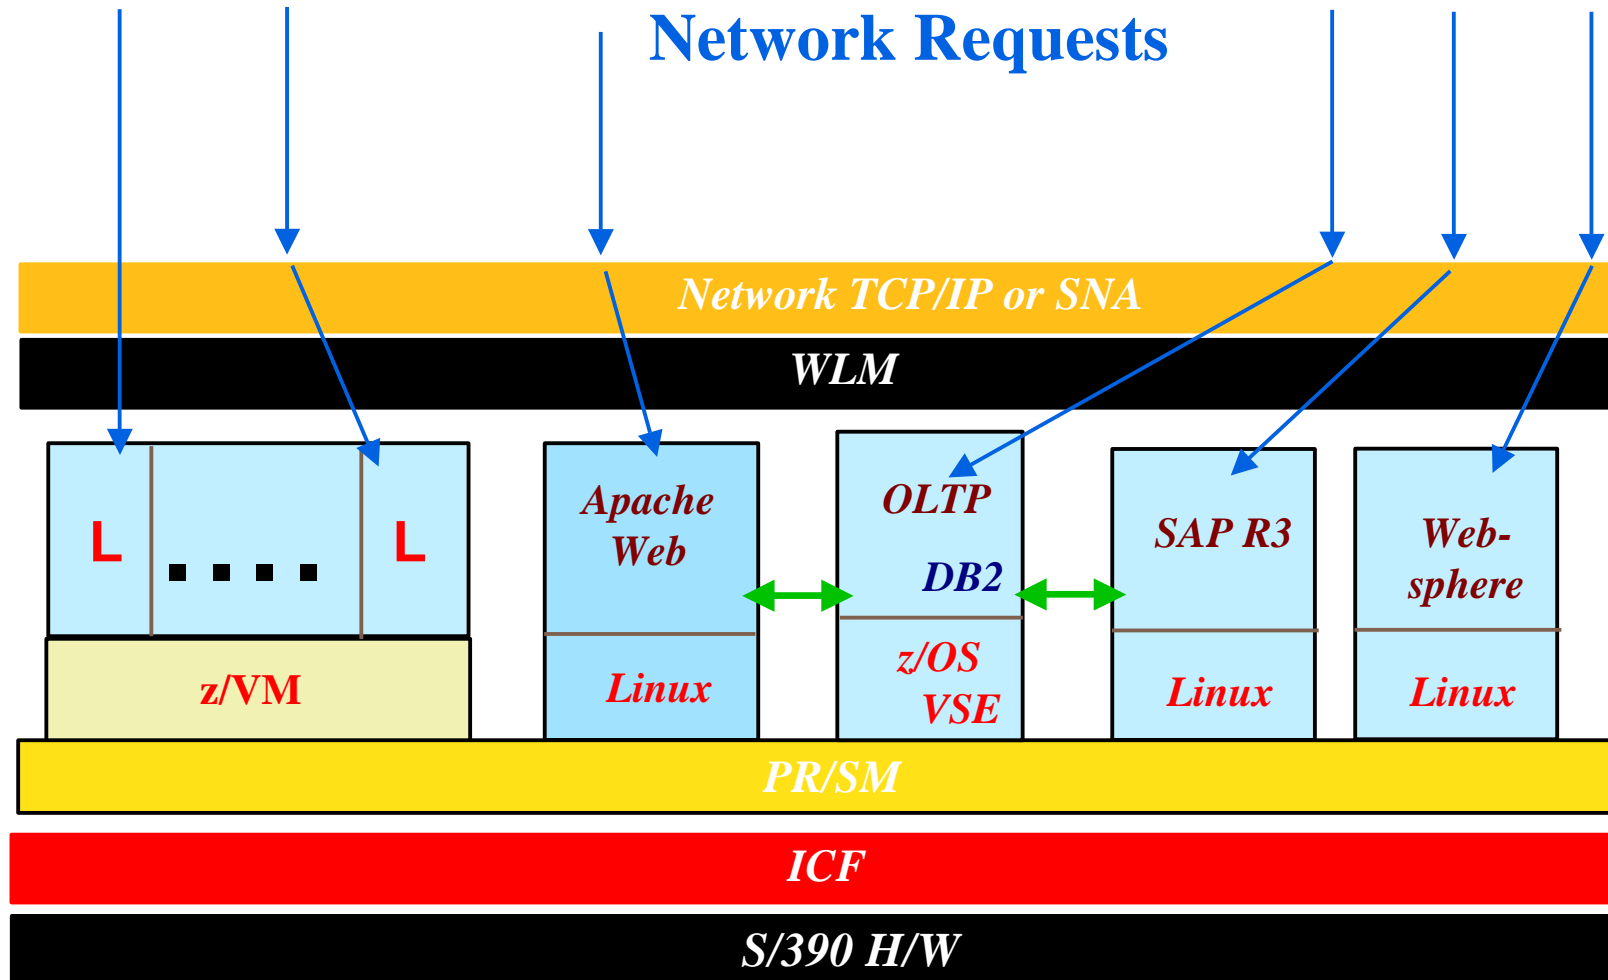 Network Requests
Network TCP/IP or SNA
WLM
L
L
z/VM
Apache
Web
Linux
OLTP
DB2
z/OS
VSE
SAP R3
Linux
Web-
sphere
Linux
PR/SM
ICF
S/390 H/W